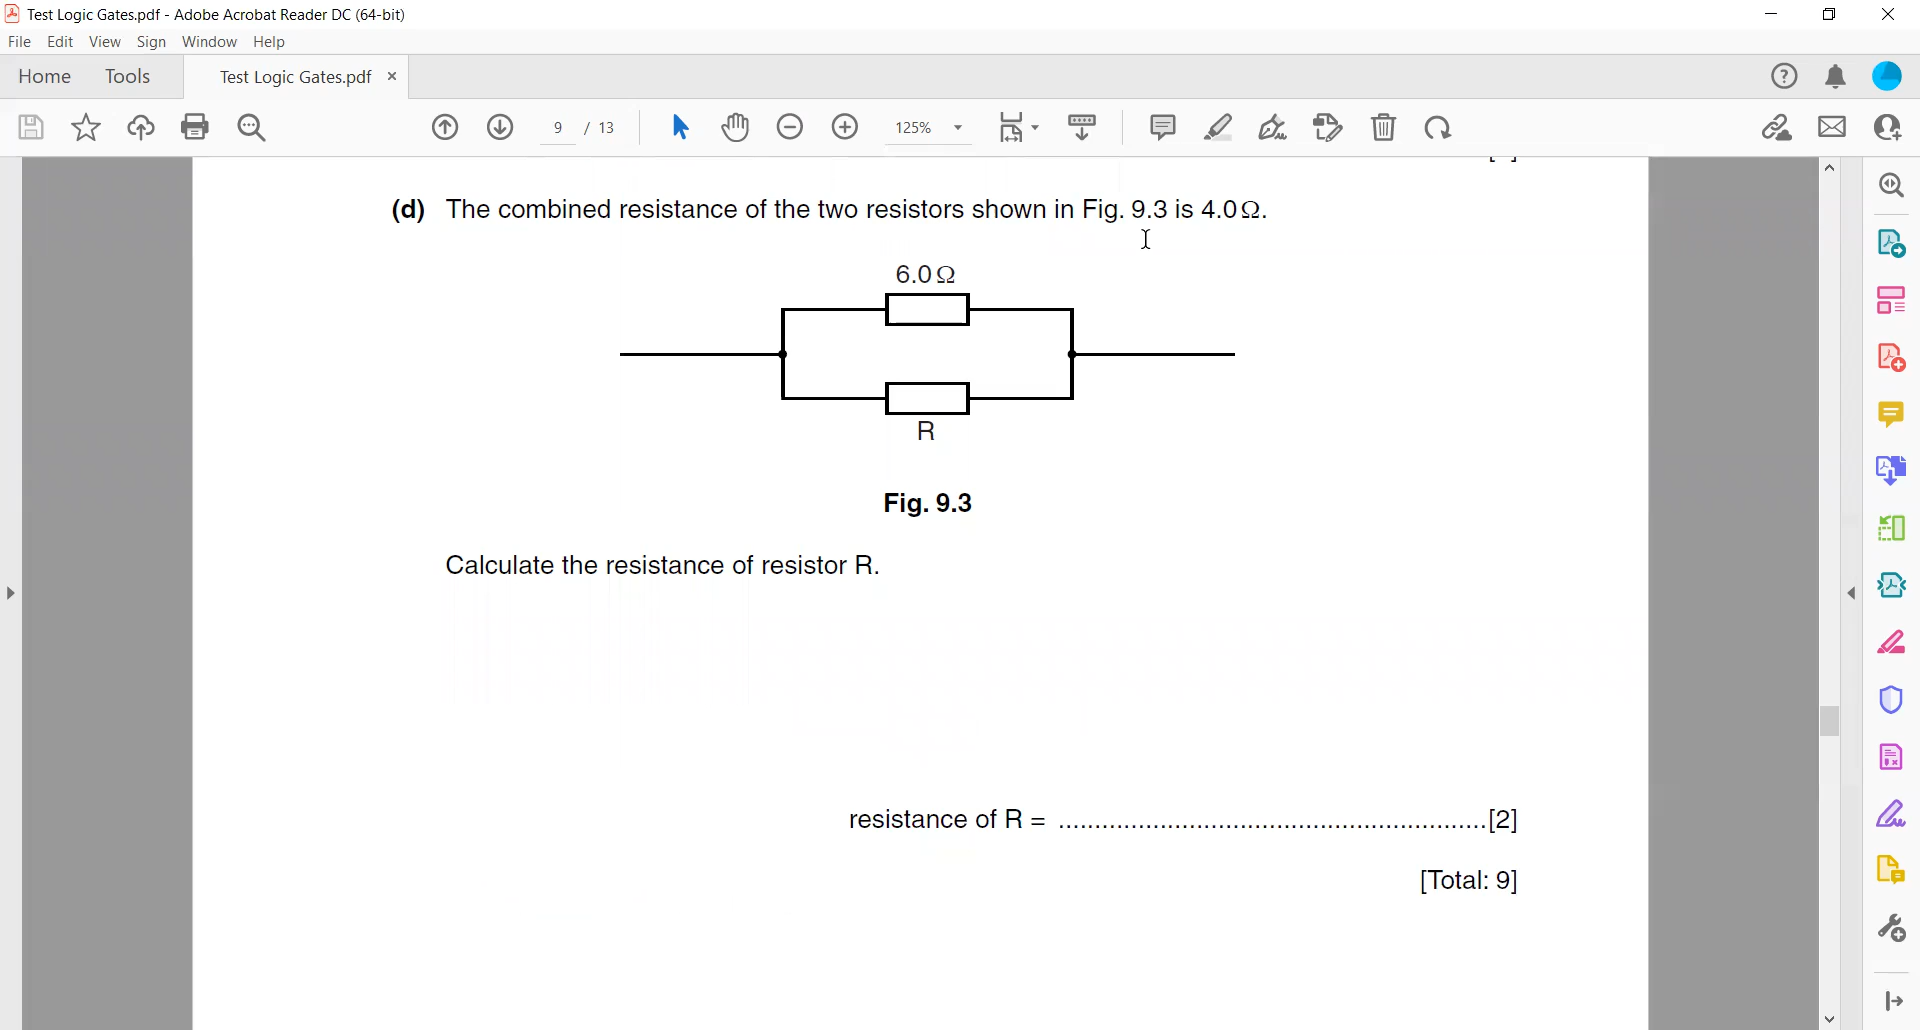 Test Logic Gates.pdf - Adobe Acrobat Reader DC (64-bit)
File Edit View Sign Window Help
Home Tools Test Logic Gates.pdf ×
9 / 13 125%
(d) The combined resistance of the two resistors shown in Fig. 9.3 is 4.0 Ω.
6.0 Ω
R
Fig. 9.3
Calculate the resistance of resistor R.
resistance of R = ...........................................................[2]
[Total: 9]